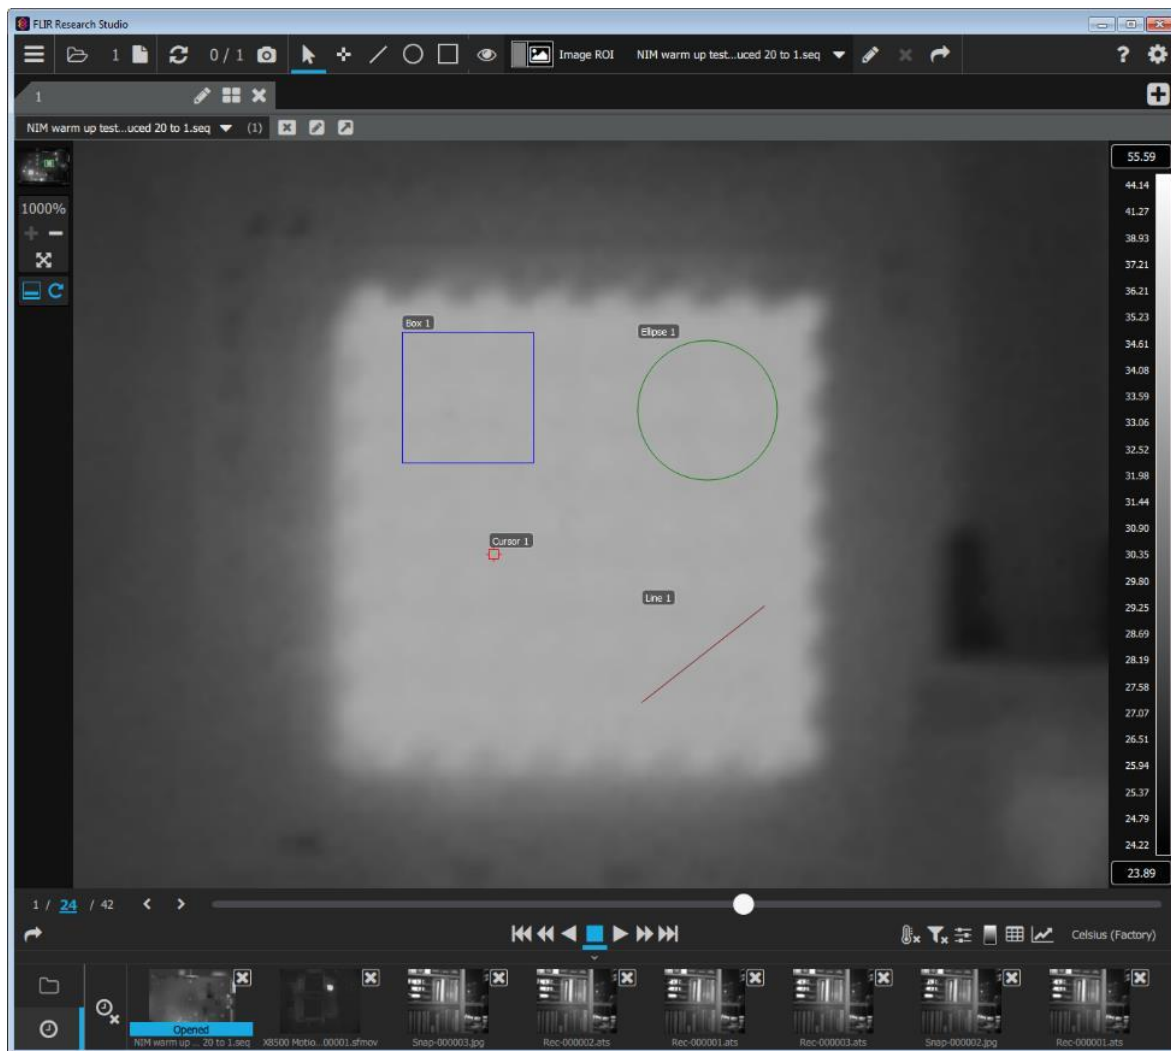 FLIR Research Studio
1 0 / 1 Image ROI NIM warm up test...uced 20 to 1.seq ?
1
NIM warm up test...uced 20 to 1.seq (1)
1000%
55.59
44.14
41.27
38.93
37.21
36.21
35.23
34.61
34.08
33.59
33.06
32.52
31.98
31.44
30.90
30.35
29.80
29.25
28.69
28.19
27.58
27.07
26.51
25.94
25.37
24.79
24.22
23.89
Box 1
Elipse 1
Cursor 1
Line 1
1 / 24 / 42
Celsius (Factory)
Opened
NIM warm up ... 20 to 1.seq X8500 Motio...00001.sfmov Snap-000003.jpg Rec-000002.ats Rec-000001.ats Rec-000003.ats Snap-000002.jpg Rec-000001.ats